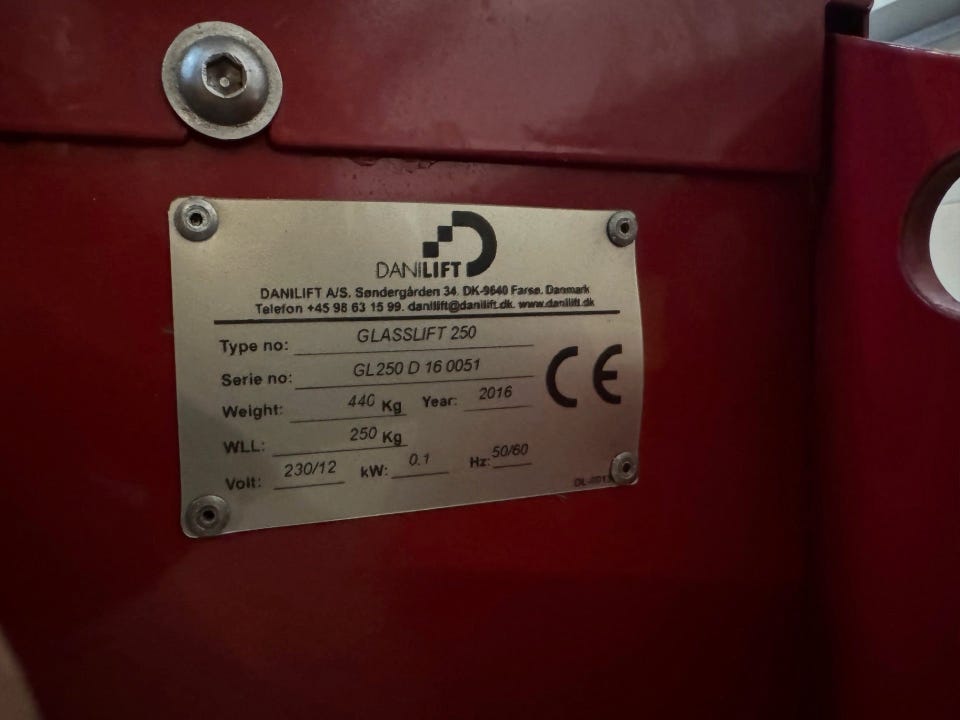 DANILIFT
DANILIFT A/S. Søndergården 34. DK-9640 Farsø. Danmark
Telefon +45 98 63 15 99. danilift@danilift.dk. www.danilift.dk
Type no: GLASSLIFT 250
Serie no: GL250 D 16 0051
Weight: 440 Kg Year: 2016
WLL: 250 Kg
Volt: 230/12 kW: 0.1 Hz: 50/60
CE